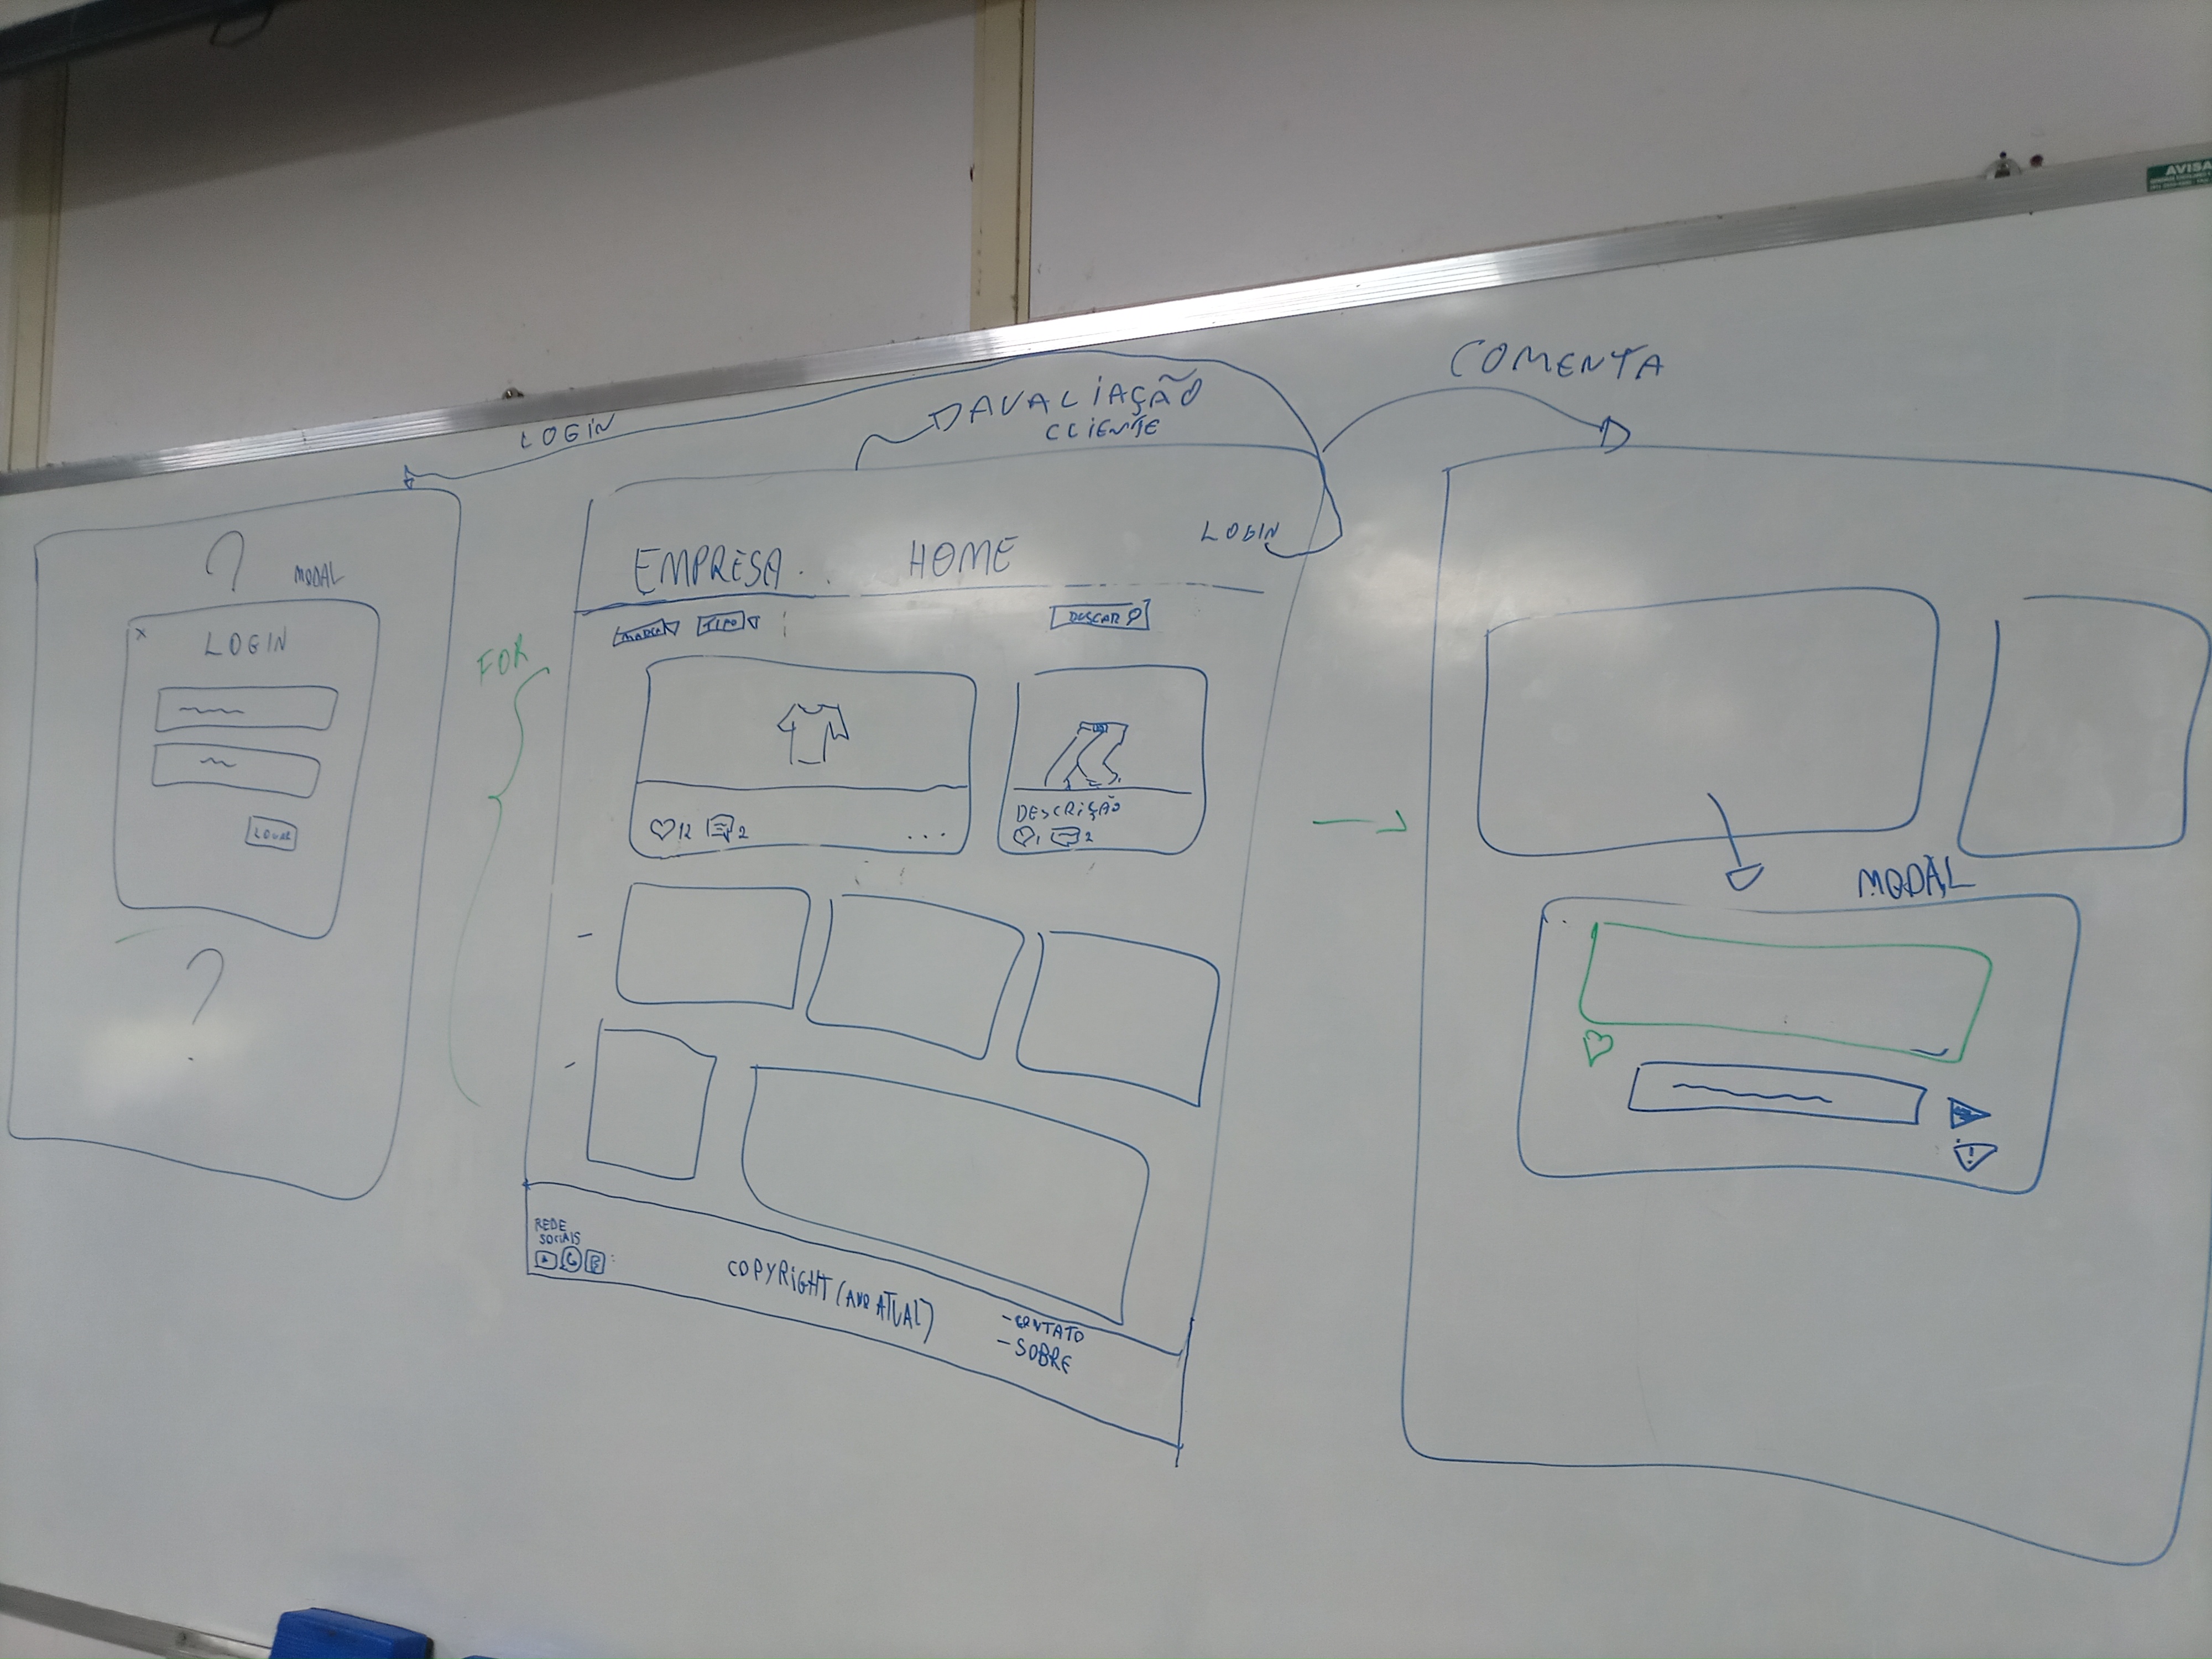 COMENTA
AVALIAÇÃO
CLIENTE
LOGIN
?
MODAL
x
LOGIN
LOGAR
?
FOR
EMPRESA
HOME
LOGIN
MARCA
TIPO
BUSCAR
12
2
...
DESCRIÇÃO
1
2
REDE
SOCIAIS
COPYRIGHT (ANO ATUAL)
- CONTATO
- SOBRE
MODAL
!
AVISA